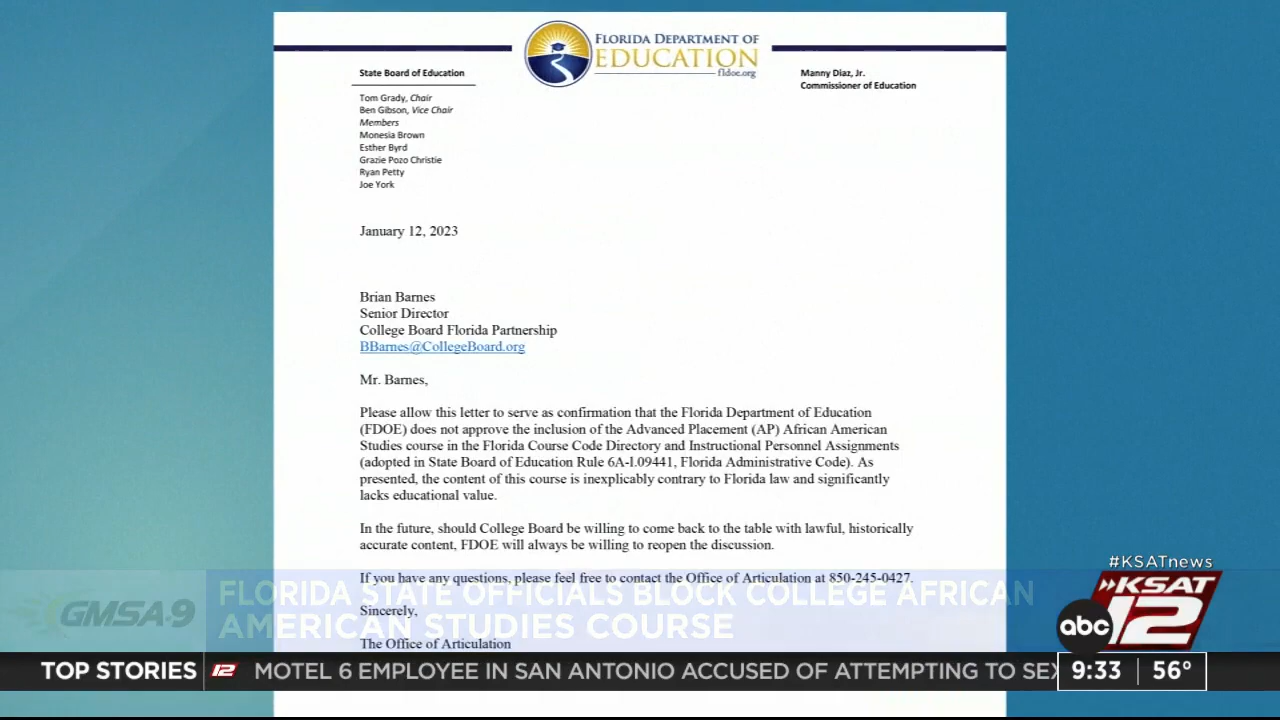 FLORIDA DEPARTMENT OF
EDUCATION
fldoe.org
State Board of Education
Tom Grady, Chair
Ben Gibson, Vice Chair
Members
Monesia Brown
Esther Byrd
Grazie Pozo Christie
Ryan Petty
Joe York
Manny Diaz, Jr.
Commissioner of Education
January 12, 2023
Brian Barnes
Senior Director
College Board Florida Partnership
BBarnes@CollegeBoard.org
Mr. Barnes,
Please allow this letter to serve as confirmation that the Florida Department of Education
(FDOE) does not approve the inclusion of the Advanced Placement (AP) African American
Studies course in the Florida Course Code Directory and Instructional Personnel Assignments
(adopted in State Board of Education Rule 6A-I.09441, Florida Administrative Code). As
presented, the content of this course is inexplicably contrary to Florida law and significantly
lacks educational value.
In the future, should College Board be willing to come back to the table with lawful, historically
accurate content, FDOE will always be willing to reopen the discussion.
If you have any questions, please feel free to contact the Office of Articulation at 850-245-0427.
Sincerely,
The Office of Articulation
GMSA@9
FLORIDA STATE OFFICIALS BLOCK COLLEGE AFRICAN
AMERICAN STUDIES COURSE
#KSATnews
KSAT
abc 12
TOP STORIES 12 MOTEL 6 EMPLOYEE IN SAN ANTONIO ACCUSED OF ATTEMPTING TO SEX
9:33 56°